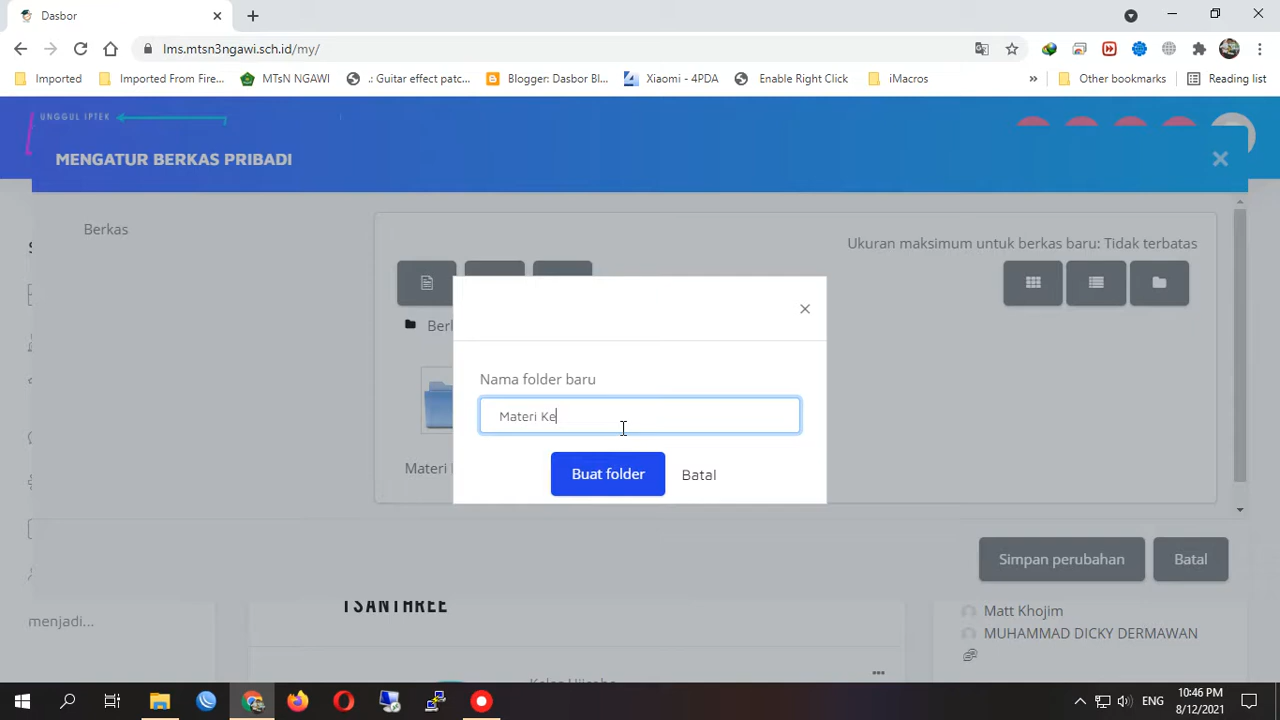 Dasbor
lms.mtsn3ngawi.sch.id/my/
Imported
Imported From Fire...
MTsN NGAWI
.: Guitar effect patc...
Blogger: Dasbor Bl...
Xiaomi - 4PDA
Enable Right Click
iMacros
»
Other bookmarks
Reading list
UNGGUL IPTEK
MENGATUR BERKAS PRIBADI
Berkas
Ukuran maksimum untuk berkas baru: Tidak terbatas
Berk
Nama folder baru
Materi Ke
Materi
Buat folder
Batal
Simpan perubahan
Batal
TSANTHREE
menjadi...
Matt Khojim
MUHAMMAD DICKY DERMAWAN
ENG
10:46 PM
8/12/2021